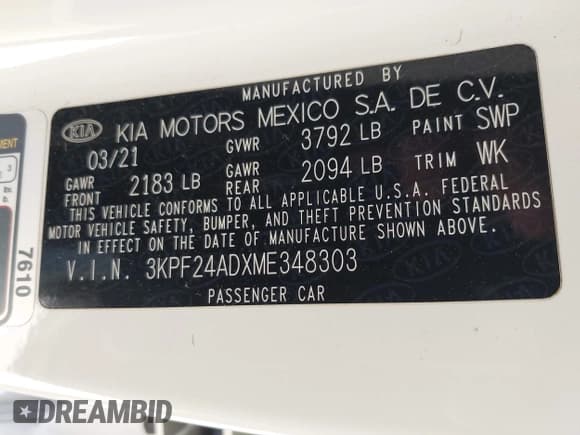 MANUFACTURED BY
KIA KIA MOTORS MEXICO S.A. DE C.V.
03/21 GVWR 3792 LB PAINT SWP
GAWR FRONT 2183 LB GAWR REAR 2094 LB TRIM WK
THIS VEHICLE CONFORMS TO ALL APPLICABLE U.S.A. FEDERAL
MOTOR VEHICLE SAFETY, BUMPER, AND THEFT PREVENTION STANDARDS
IN EFFECT ON THE DATE OF MANUFACTURE SHOWN ABOVE.
V.I.N. 3KPF24ADXME348303
PASSENGER CAR
7610
DREAMBID